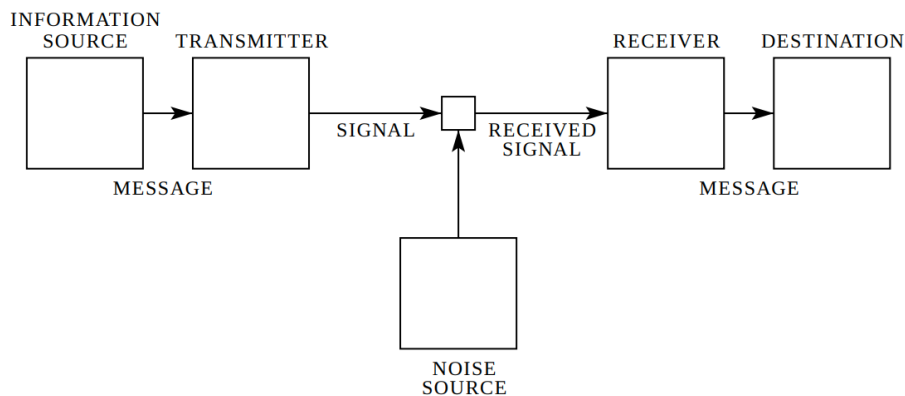 INFORMATION
SOURCE
TRANSMITTER
RECEIVER
DESTINATION
SIGNAL
RECEIVED
SIGNAL
MESSAGE
MESSAGE
NOISE
SOURCE